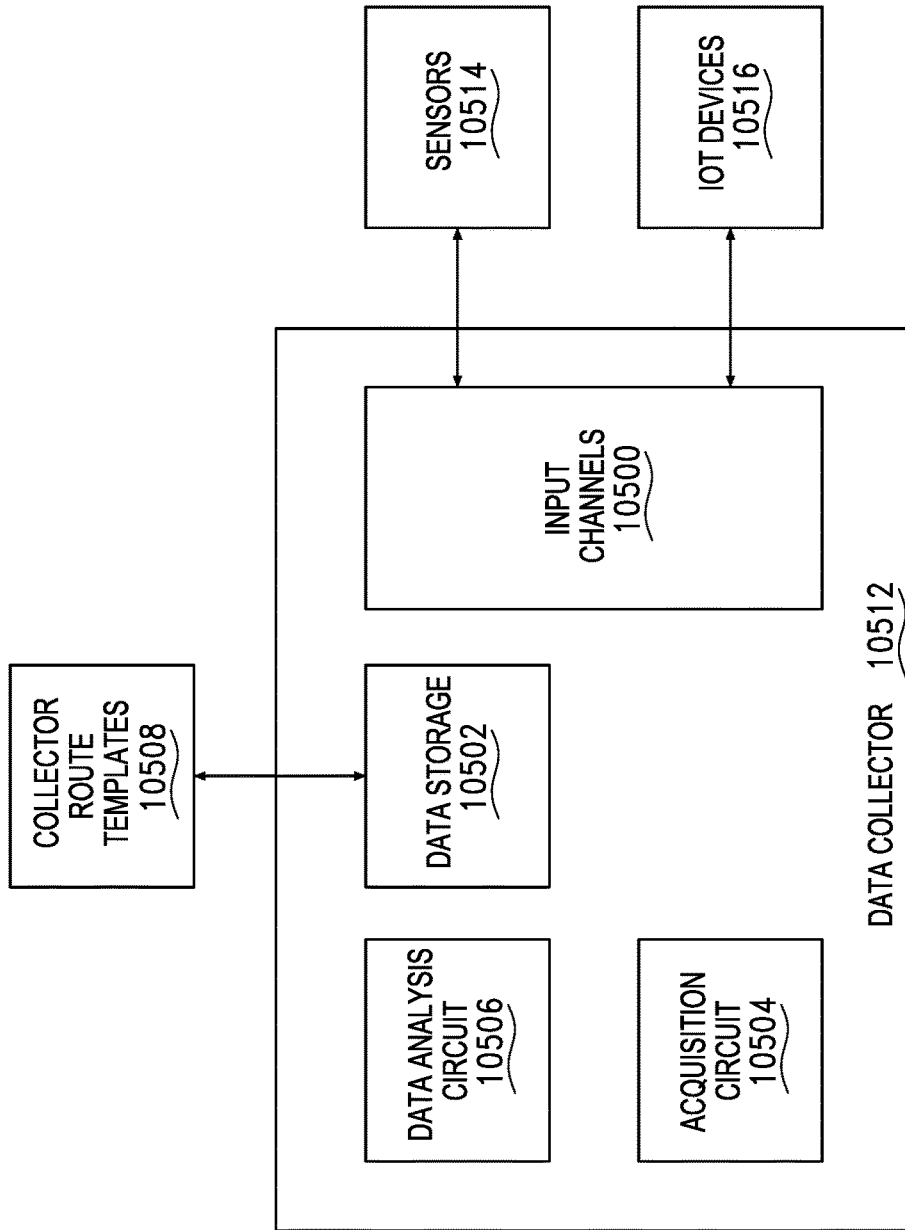 COLLECTOR
ROUTE
TEMPLATES
10508
DATA ANALYSIS
CIRCUIT
10506
DATA STORAGE
10502
INPUT
CHANNELS
10500
SENSORS
10514
ACQUISITION
CIRCUIT
10504
IOT DEVICES
10516
DATA COLLECTOR 10512